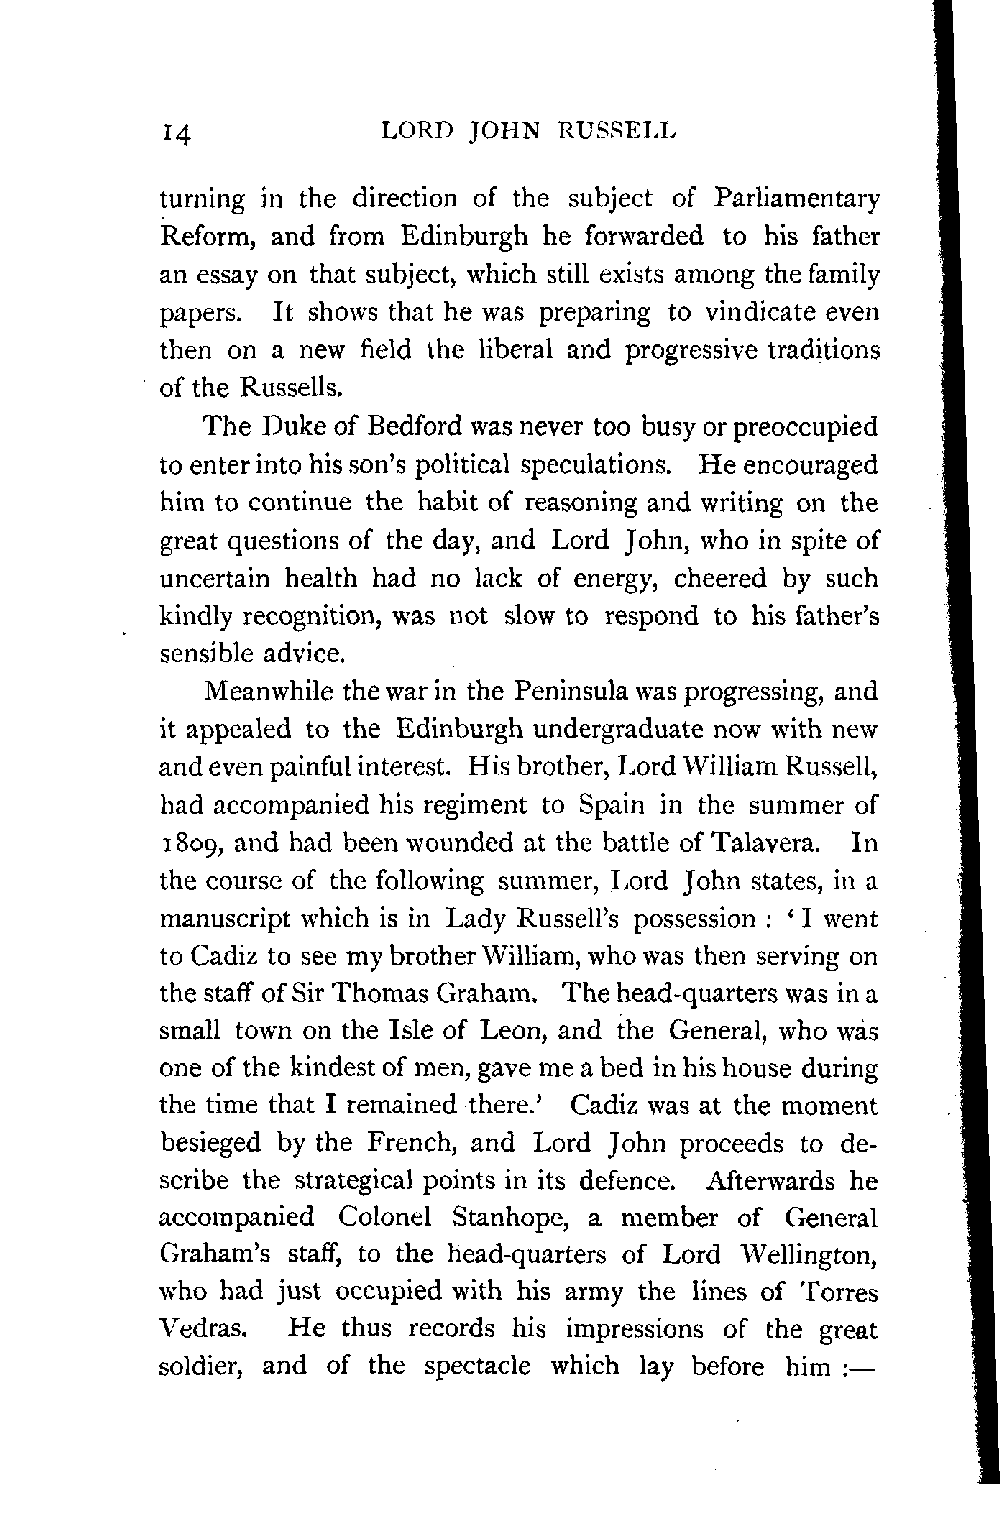 14 LORD JOHN RUSSELL
turning in the direction of the subject of Parliamentary
Reform, and from Edinburgh he forwarded to his father
an essay on that subject, which still exists among the family
papers. It shows that he was preparing to vindicate even
then on a new field the liberal and progressive traditions
of the Russells.
The Duke of Bedford was never too busy or preoccupied
to enter into his son's political speculations. He encouraged
him to continue the habit of reasoning and writing on the
great questions of the day, and Lord John, who in spite of
uncertain health had no lack of energy, cheered by such
kindly recognition, was not slow to respond to his father's
sensible advice.
Meanwhile the war in the Peninsula was progressing, and
it appealed to the Edinburgh undergraduate now with new
and even painful interest. His brother, Lord William Russell,
had accompanied his regiment to Spain in the summer of
1809, and had been wounded at the battle of Talavera. In
the course of the following summer, Lord John states, in a
manuscript which is in Lady Russell's possession : ‘ I went
to Cadiz to see my brother William, who was then serving on
the staff of Sir Thomas Graham. The head-quarters was in a
small town on the Isle of Leon, and the General, who was
one of the kindest of men, gave me a bed in his house during
the time that I remained there.’ Cadiz was at the moment
besieged by the French, and Lord John proceeds to de-
scribe the strategical points in its defence. Afterwards he
accompanied Colonel Stanhope, a member of General
Graham's staff, to the head-quarters of Lord Wellington,
who had just occupied with his army the lines of Torres
Vedras. He thus records his impressions of the great
soldier, and of the spectacle which lay before him :—